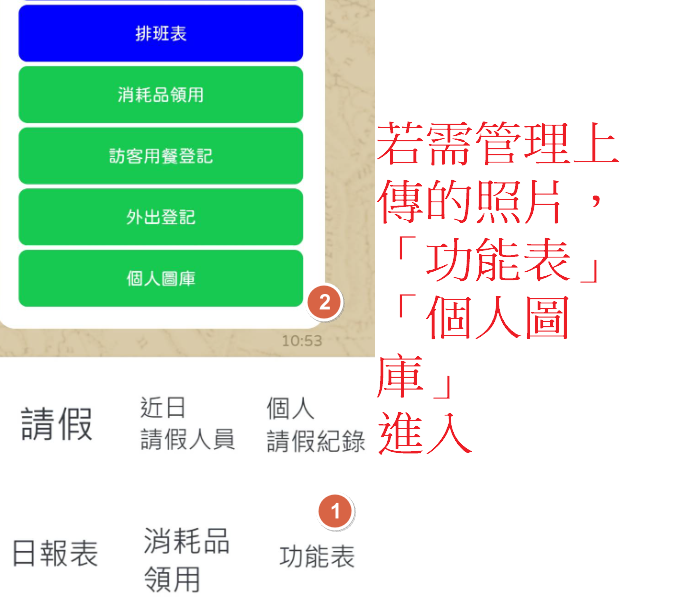 排班表
消耗品領用
訪客用餐登記
外出登記
個人圖庫
2
10:53
請假
近日
請假人員
個人
請假紀錄
1
日報表
消耗品
領用
功能表
若需管理上
傳的照片，
「功能表」
「個人圖
庫」
進入